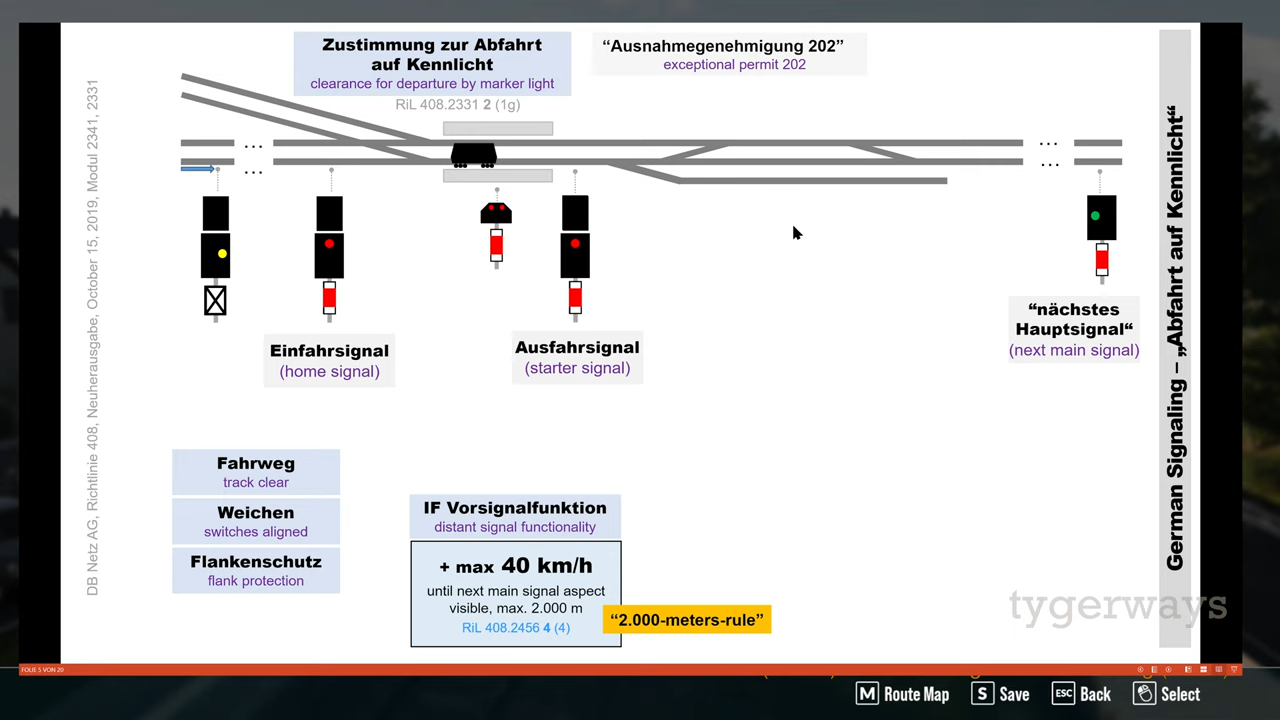 Zustimmung zur Abfahrt
auf Kennlicht
clearance for departure by marker light
RiL 408.2331 2 (1g)
“Ausnahmegenehmigung 202”
exceptional permit 202
DB Netz AG, Richtlinie 408, Neuherausgabe, October 15, 2019, Modul 2341, 2331
German Signaling – „Abfahrt auf Kennlicht“
... ...
... ...
Einfahrsignal
(home signal)
Ausfahrsignal
(starter signal)
“nächstes
Hauptsignal“
(next main signal)
Fahrweg
track clear
Weichen
switches aligned
Flankenschutz
flank protection
IF Vorsignalfunktion
distant signal functionality
+ max 40 km/h
until next main signal aspect
visible, max. 2.000 m
RiL 408.2456 4 (4)
“2.000-meters-rule”
tygerways
FOLIE 5 VON 20
M Route Map
S Save
ESC Back
Select